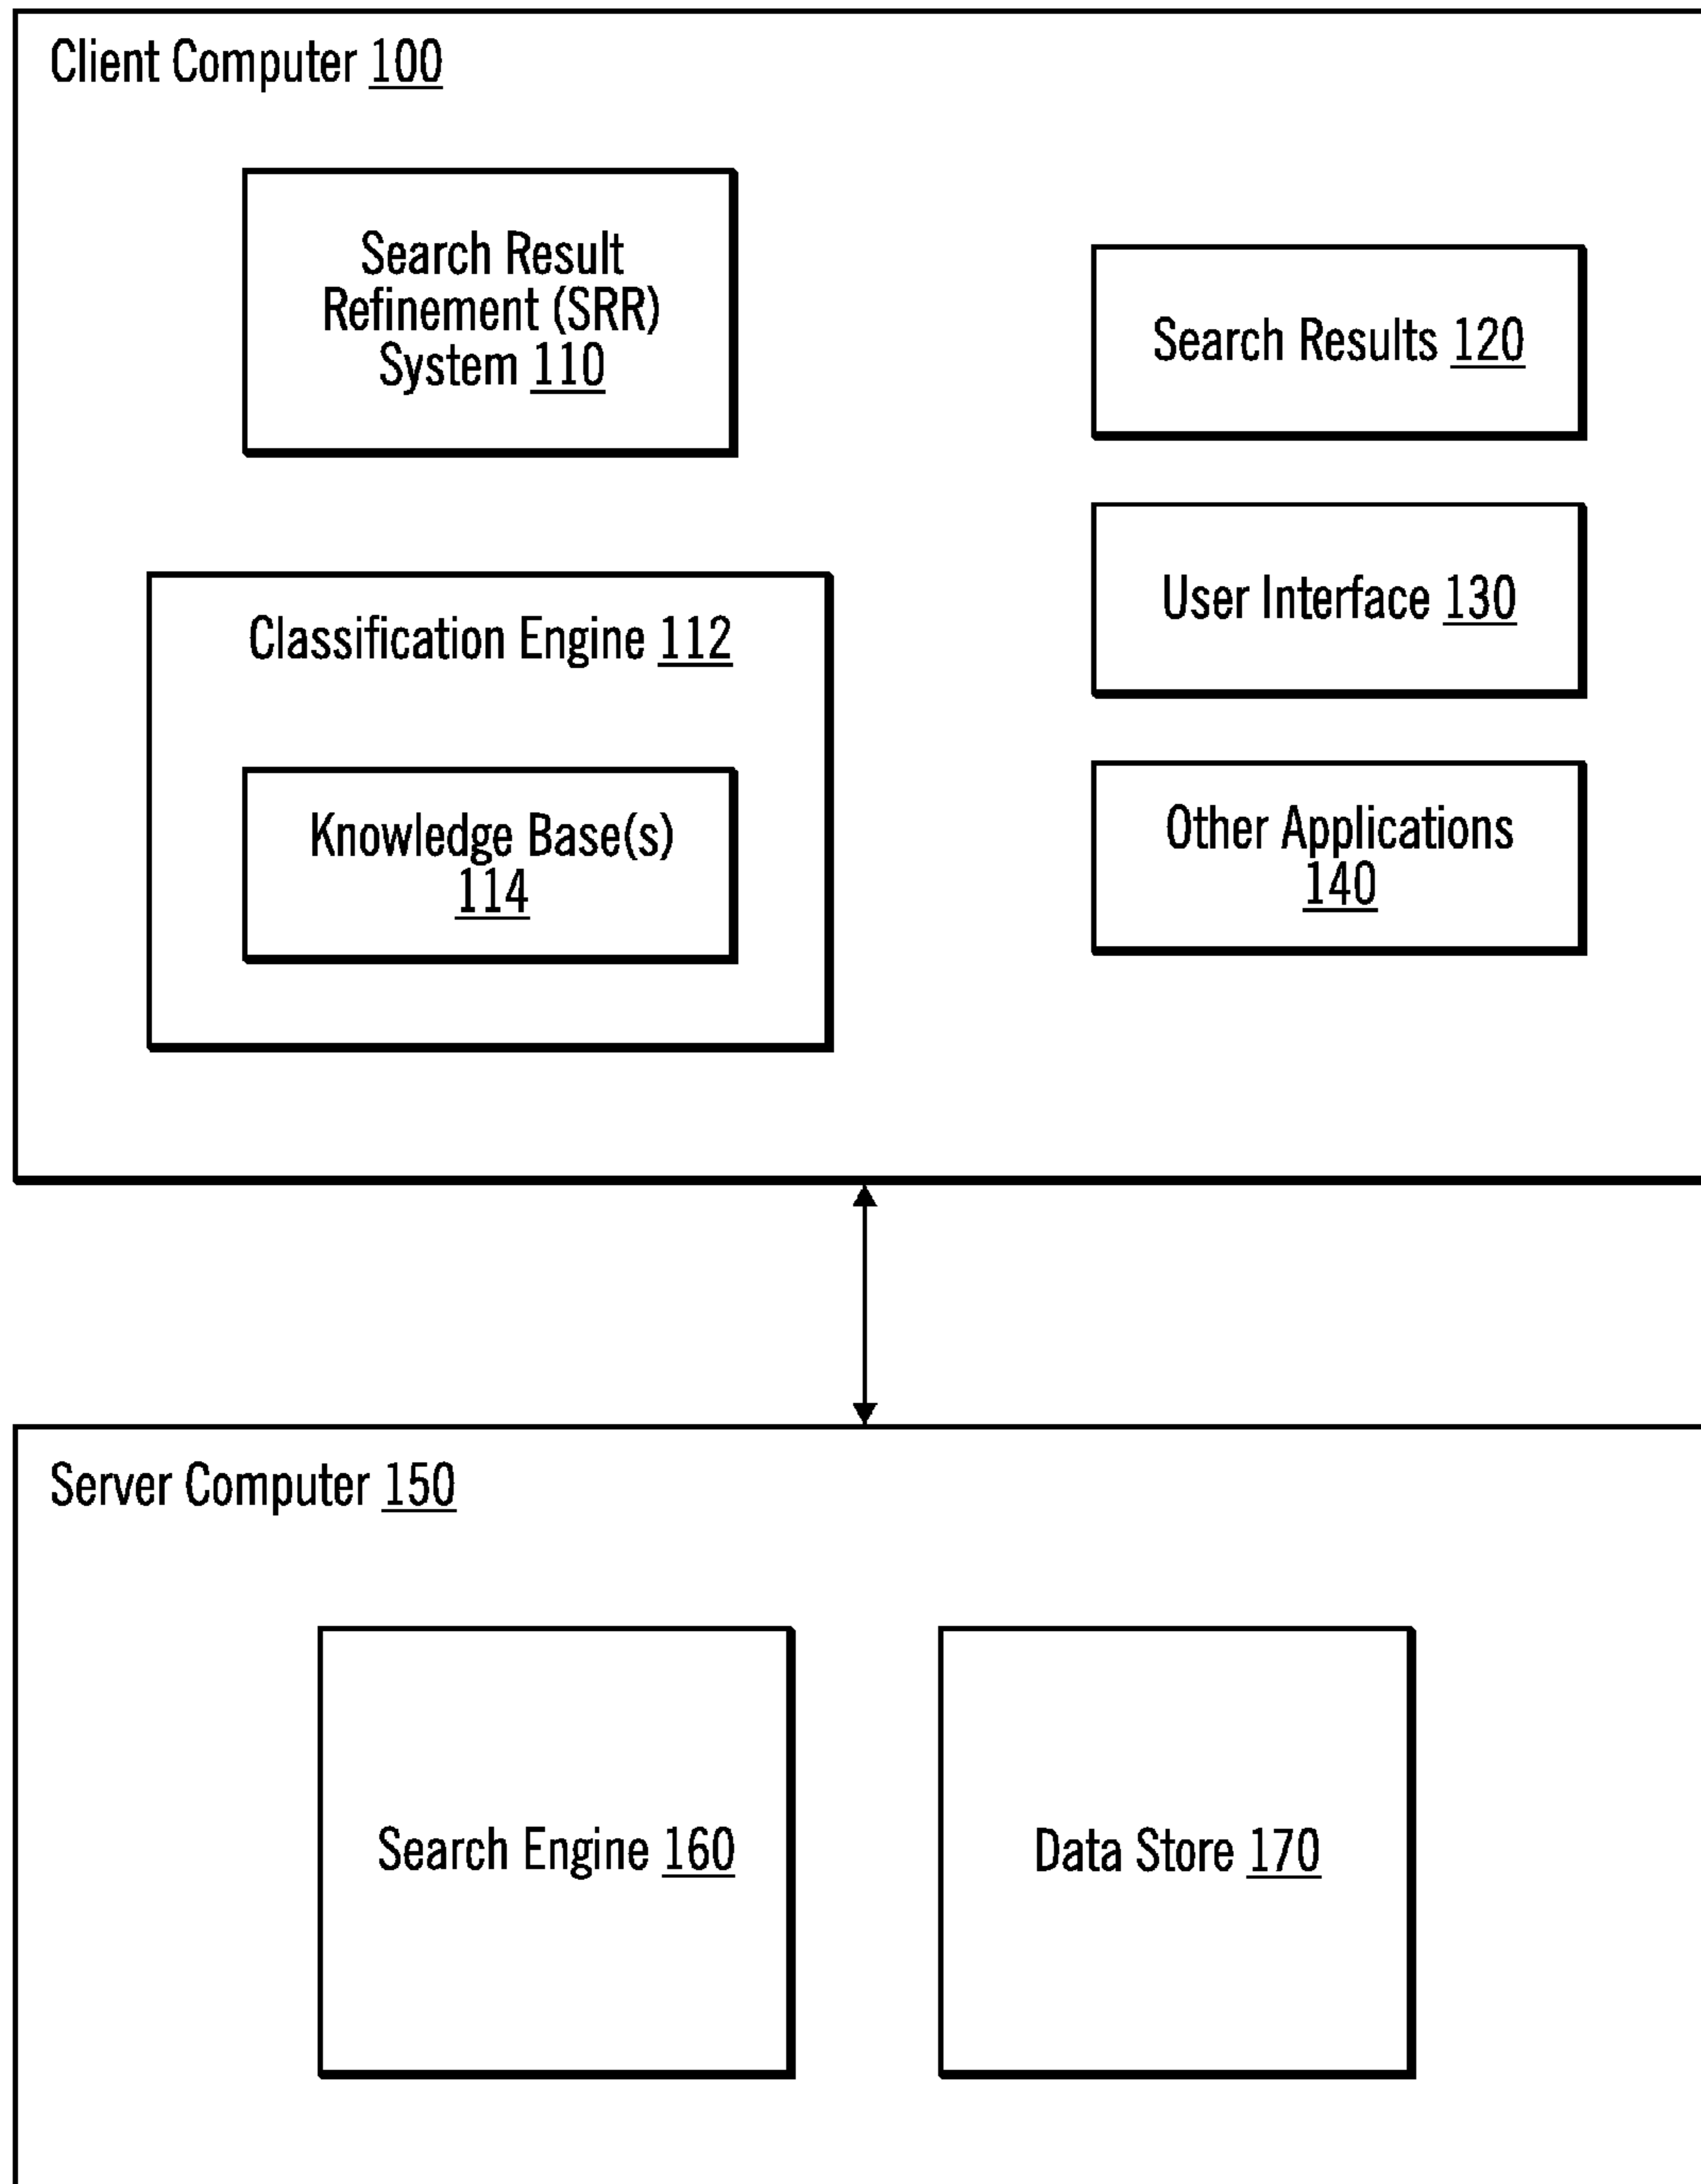 Client Computer 100
Search Result
Refinement (SRR)
System 110
Classification Engine 112
Knowledge Base(s)
114
Search Results 120
User Interface 130
Other Applications
140
Server Computer 150
Search Engine 160
Data Store 170